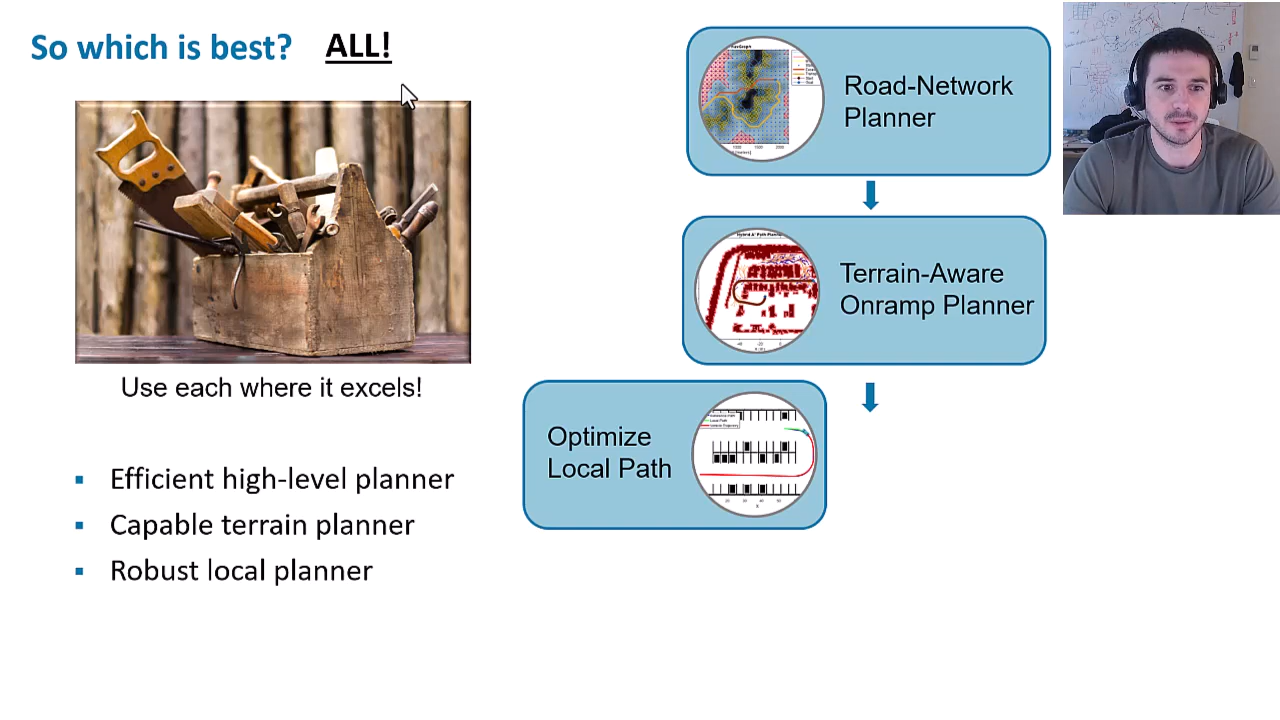 So which is best? ALL!
Use each where it excels!
▪ Efficient high-level planner
▪ Capable terrain planner
▪ Robust local planner
Road-Network
Planner
Terrain-Aware
Onramp Planner
Optimize
Local Path